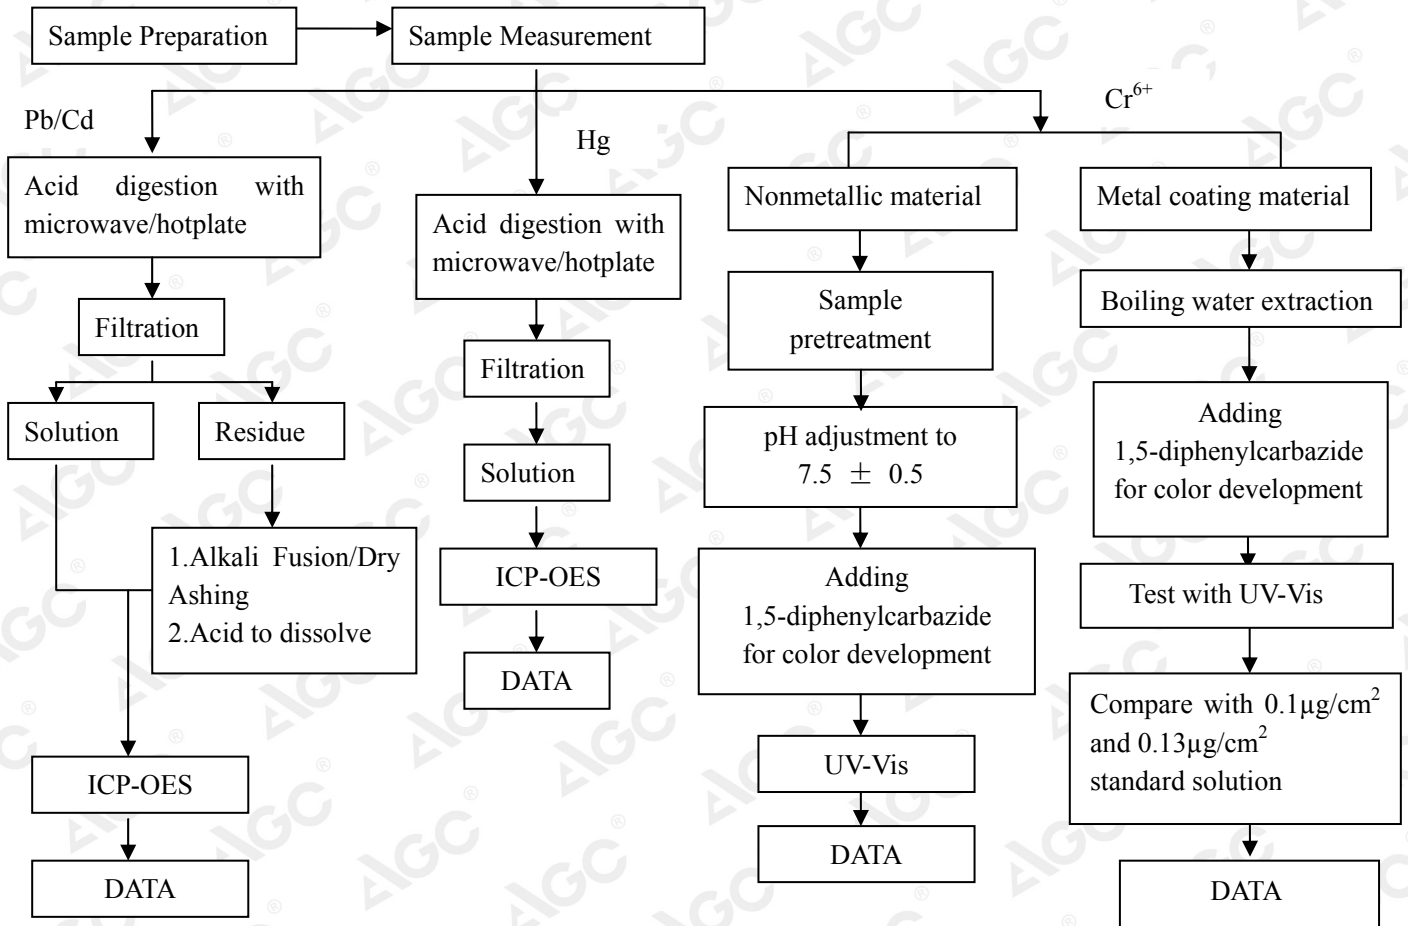 Sample Preparation
Sample Measurement
Pb/Cd
Acid digestion with
microwave/hotplate
Filtration
Solution
Residue
1.Alkali Fusion/Dry
Ashing
2.Acid to dissolve
ICP-OES
DATA
Hg
Acid digestion with
microwave/hotplate
Filtration
Solution
ICP-OES
DATA
Cr⁶⁺
Nonmetallic material
Sample
pretreatment
pH adjustment to
7.5 ± 0.5
Adding
1,5-diphenylcarbazide
for color development
UV-Vis
DATA
Metal coating material
Boiling water extraction
Adding
1,5-diphenylcarbazide
for color development
Test with UV-Vis
Compare with 0.1µg/cm²
and 0.13µg/cm²
standard solution
DATA
AGC®